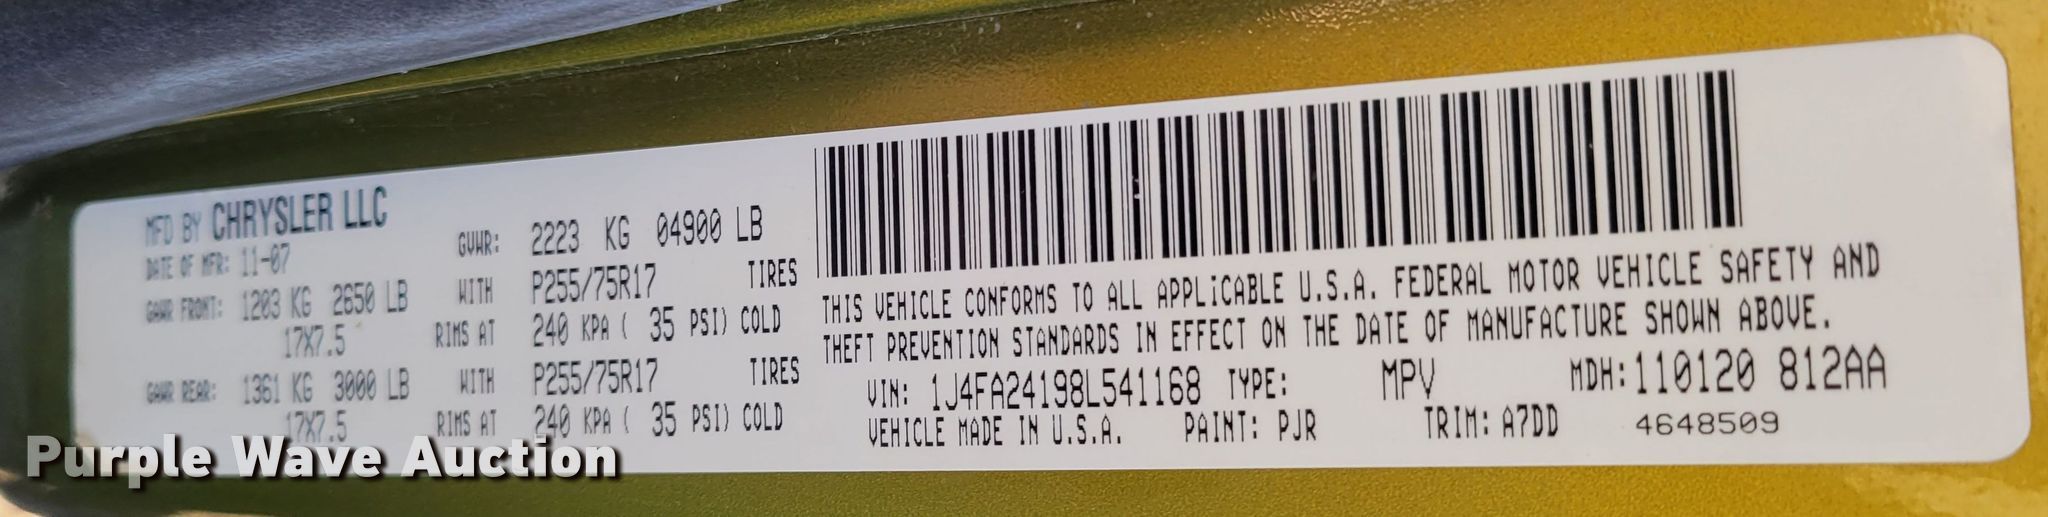 MFD BY CHRYSLER LLC
DATE OF MFR: 11-07
GVWR: 2223 KG 04900 LB
GAWR FRONT: 1203 KG 2650 LB WITH P255/75R17 TIRES
17X7.5 RIMS AT 240 KPA ( 35 PSI) COLD
GAWR REAR: 1361 KG 3000 LB WITH P255/75R17 TIRES
17X7.5 RIMS AT 240 KPA ( 35 PSI) COLD
THIS VEHICLE CONFORMS TO ALL APPLiCABLE U.S.A. FEDERAL MOTOR VEHICLE SAFETY AND
THEFT PREVENTION STANDARDS IN EFFECT ON THE DATE OF MANUFACTURE SHOWN ABOVE.
VIN: 1J4FA24198L541168 TYPE: MPV MDH: 110120 812AA
VEHICLE MADE IN U.S.A. PAINT: PJR TRIM: A7DD 4648509
Purple Wave Auction